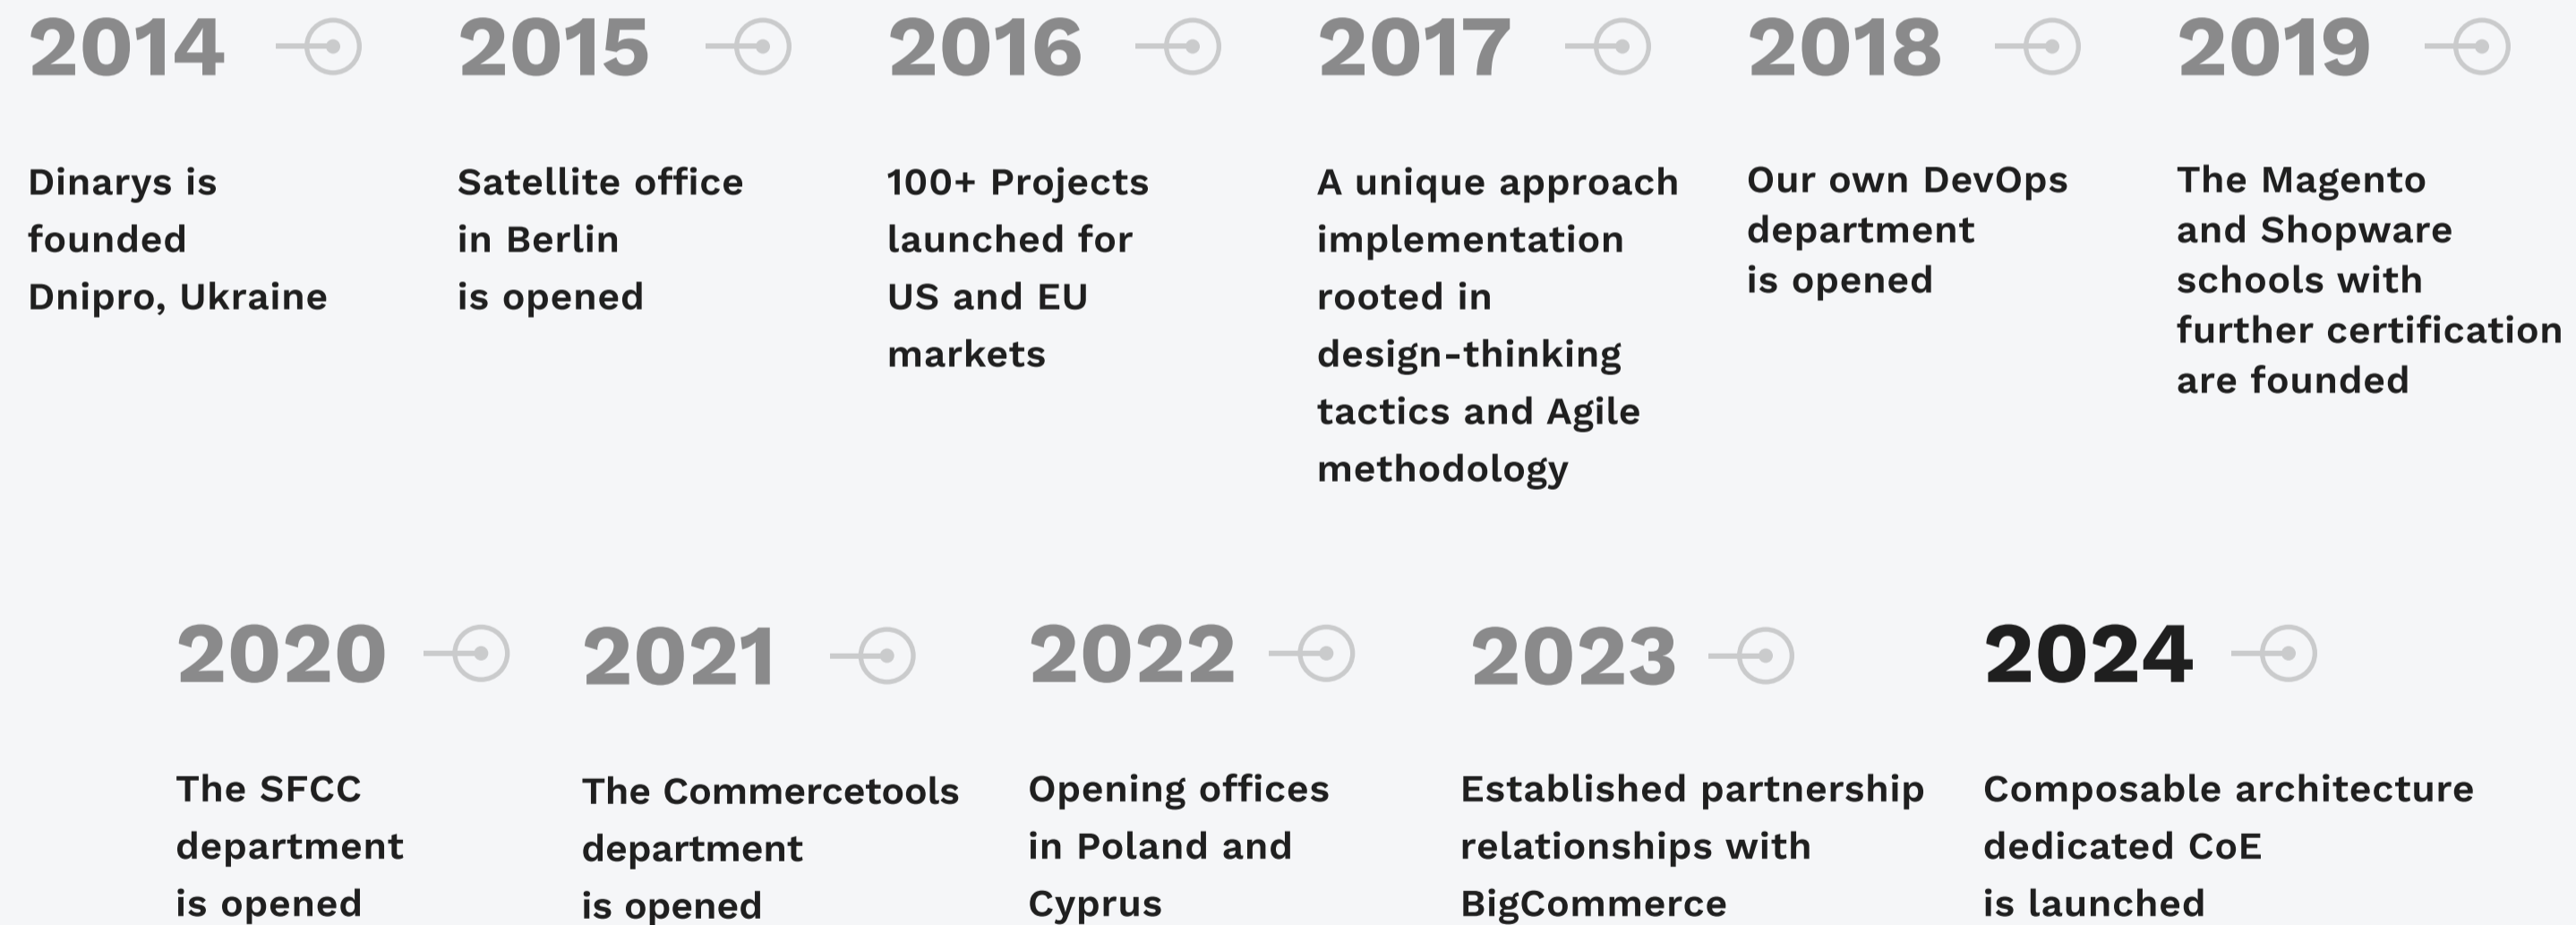 2014
Dinarys is
founded
Dnipro, Ukraine
2015
Satellite office
in Berlin
is opened
2016
100+ Projects
launched for
US and EU
markets
2017
A unique approach
implementation
rooted in
design-thinking
tactics and Agile
methodology
2018
Our own DevOps
department
is opened
2019
The Magento
and Shopware
schools with
further certification
are founded
2020
The SFCC
department
is opened
2021
The Commercetools
department
is opened
2022
Opening offices
in Poland and
Cyprus
2023
Established partnership
relationships with
BigCommerce
2024
Composable architecture
dedicated CoE
is launched